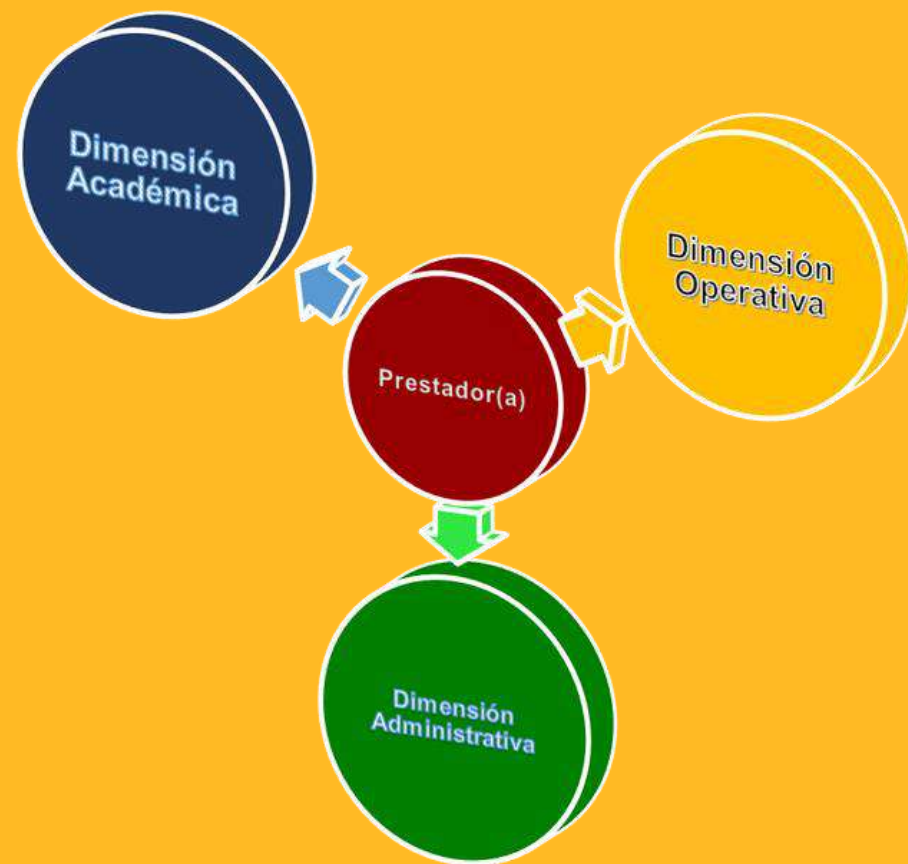 Dimensión
Académica
Dimensión
Operativa
Prestador(a)
Dimensión
Administrativa